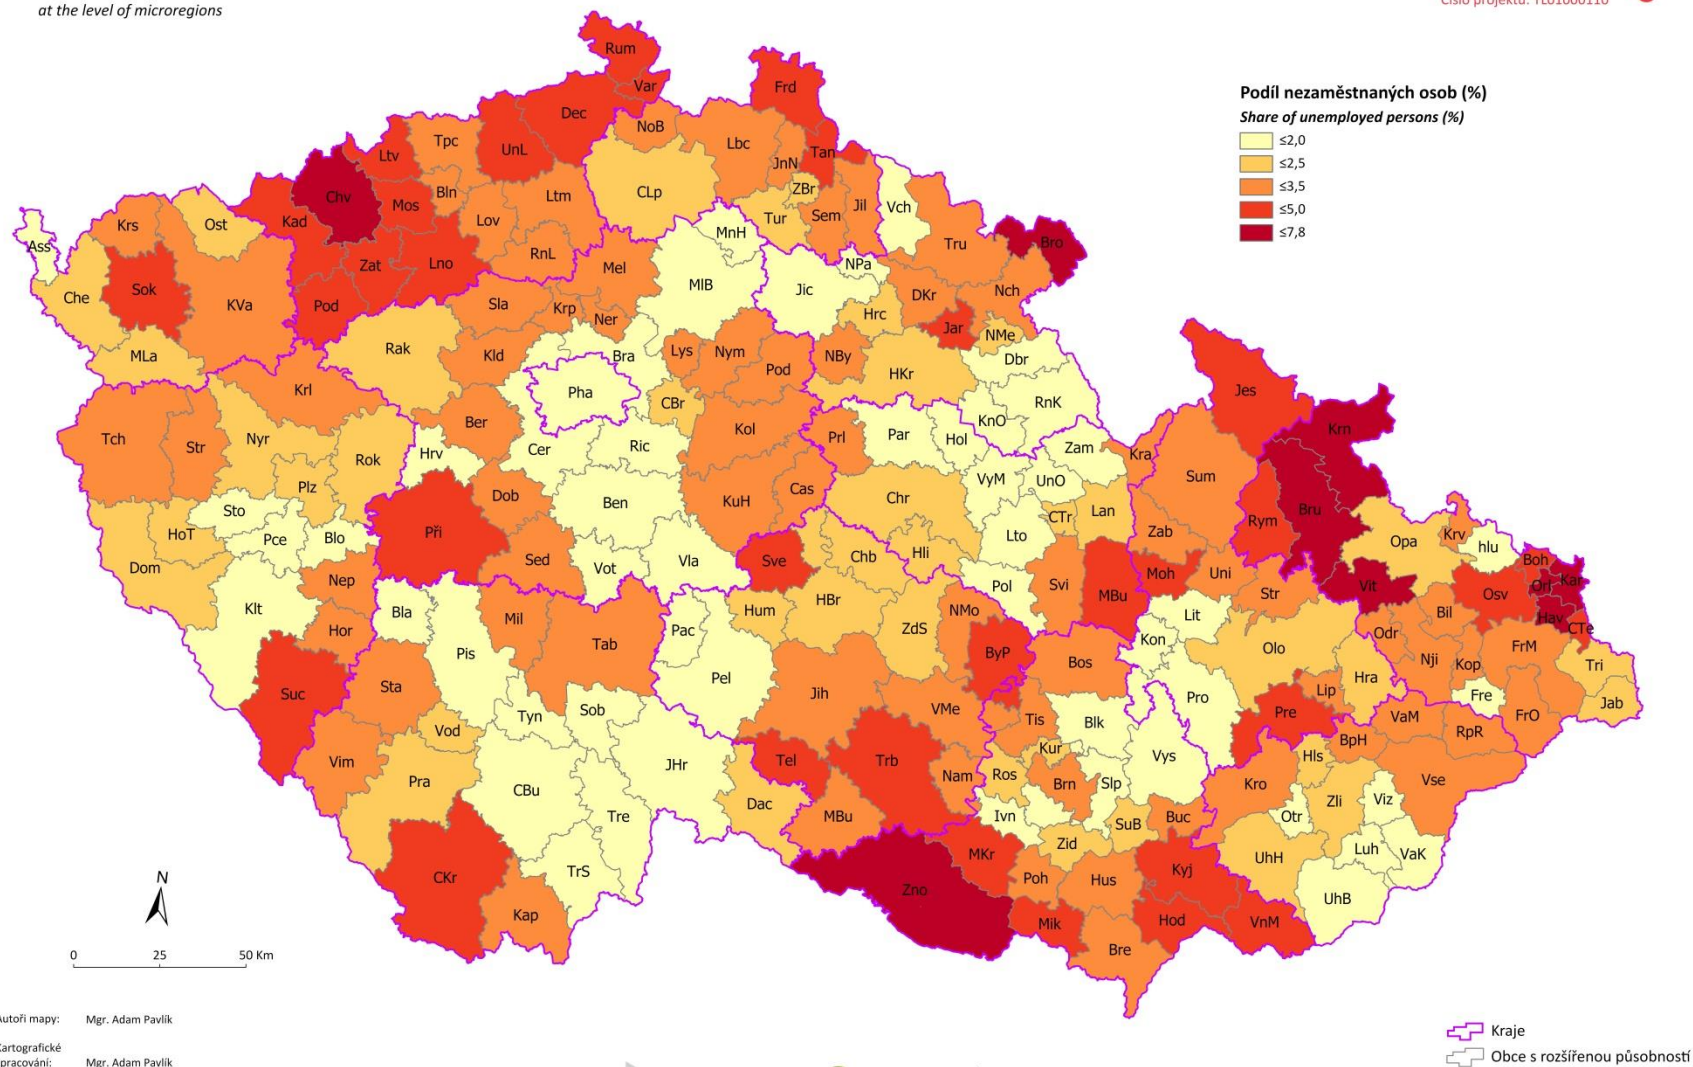 at the level of microregions
Číslo projektu: TL01000110
Podíl nezaměstnaných osob (%)
Share of unemployed persons (%)
≤2,0
≤2,5
≤3,5
≤5,0
≤7,8
Rum
Var
Frd
Dec
NoB
Tpc
UnL
Lbc
Ltv
JnN
Tan
Chv
Bln
Ltm
CLp
ZBr
Mos
Jil
Vch
Kad
Lov
Tur
Sem
Krs
Ost
MnH
Tru
Bro
Ass
RnL
Zat
Lno
Mel
NPa
Sok
MlB
Jic
Che
KVa
Pod
Sla
Krp
Ner
DKr
Nch
Hrc
Jar
NMe
MLa
Rak
Kld
Bra
Lys
Nym
Pod
NBy
HKr
Dbr
Krl
Pha
CBr
RnK
Jes
Tch
Str
Nyr
Ber
Kol
Prl
Par
Hol
KnO
Krn
Rok
Hrv
Cer
Ric
Zam
Kra
Plz
Dob
Ben
KuH
Cas
Chr
VyM
UnO
Sum
Sto
HoT
Pce
Blo
Při
CTr
Lan
Rym
Bru
Lto
Zab
Opa
Krv
hlu
Dom
Sed
Vot
Vla
Sve
Chb
Hli
Boh
Nep
Pol
Svi
MBu
Moh
Uni
Str
Vit
Osv
Orl
Kar
Klt
Bla
Mil
Hum
HBr
NMo
Lit
Bil
Hav
Hor
Tab
Pac
ZdS
Kon
Odr
CTe
Pis
ByP
Bos
Olo
Nji
Kop
FrM
Tri
Suc
Sta
Pel
Jih
Hra
Lip
Fre
Jab
Tyn
Sob
VMe
Tis
Blk
Pro
Pre
VaM
FrO
Vod
Kur
BpH
RpR
Vim
Pra
CBu
JHr
Tel
Trb
Nam
Ros
Brn
Slp
Vys
Hls
Kro
Vse
Tre
Dac
MBu
Ivn
SuB
Buc
Otr
Zli
Viz
Zid
Luh
VaK
CKr
TrS
MKr
Poh
Hus
Kyj
UhH
Kap
Zno
Mik
Hod
VnM
UhB
Bre
N
0 25 50 Km
Autoři mapy: Mgr. Adam Pavlík
Kartografické
zpracování: Mgr. Adam Pavlík
Kraje
Obce s rozšířenou působností